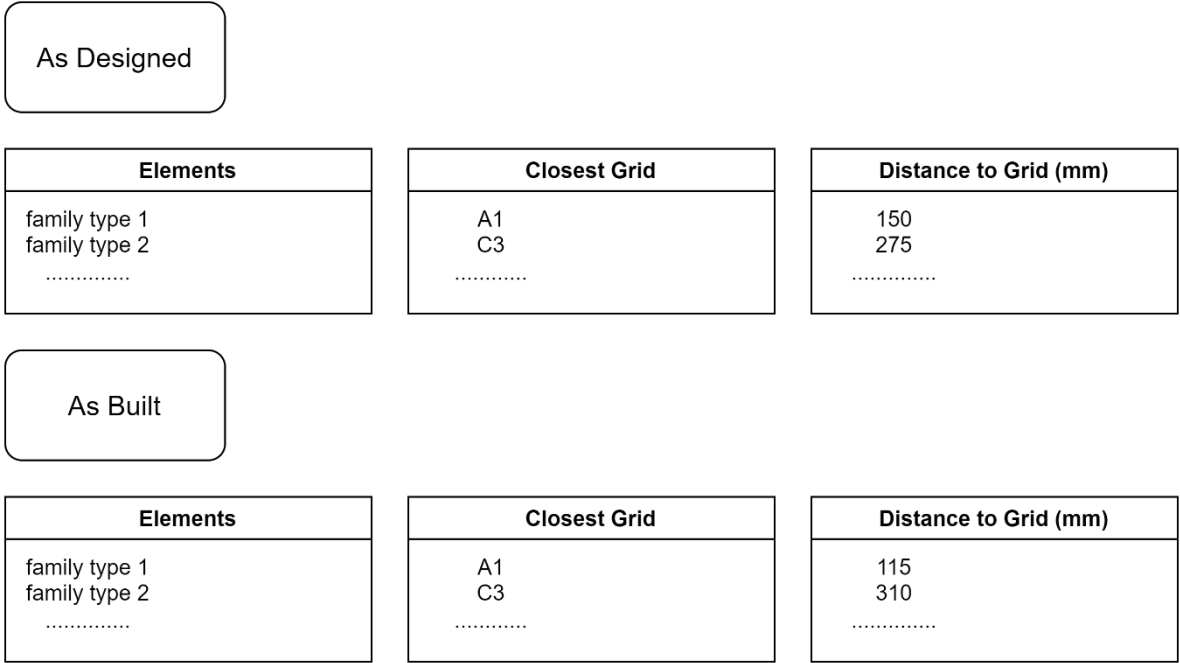 As Designed
Elements
Closest Grid
Distance to Grid (mm)
family type 1
A1
150
family type 2
C3
275
..............
............
..............
As Built
Elements
Closest Grid
Distance to Grid (mm)
family type 1
A1
115
family type 2
C3
310
..............
............
..............